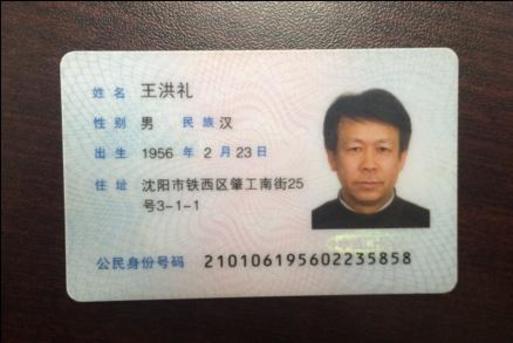 姓名 王洪礼
性别 男 民族 汉
出生 1956 年 2 月 23 日
住址 沈阳市铁西区肇工南街25
号3-1-1
公民身份号码 210106195602235858